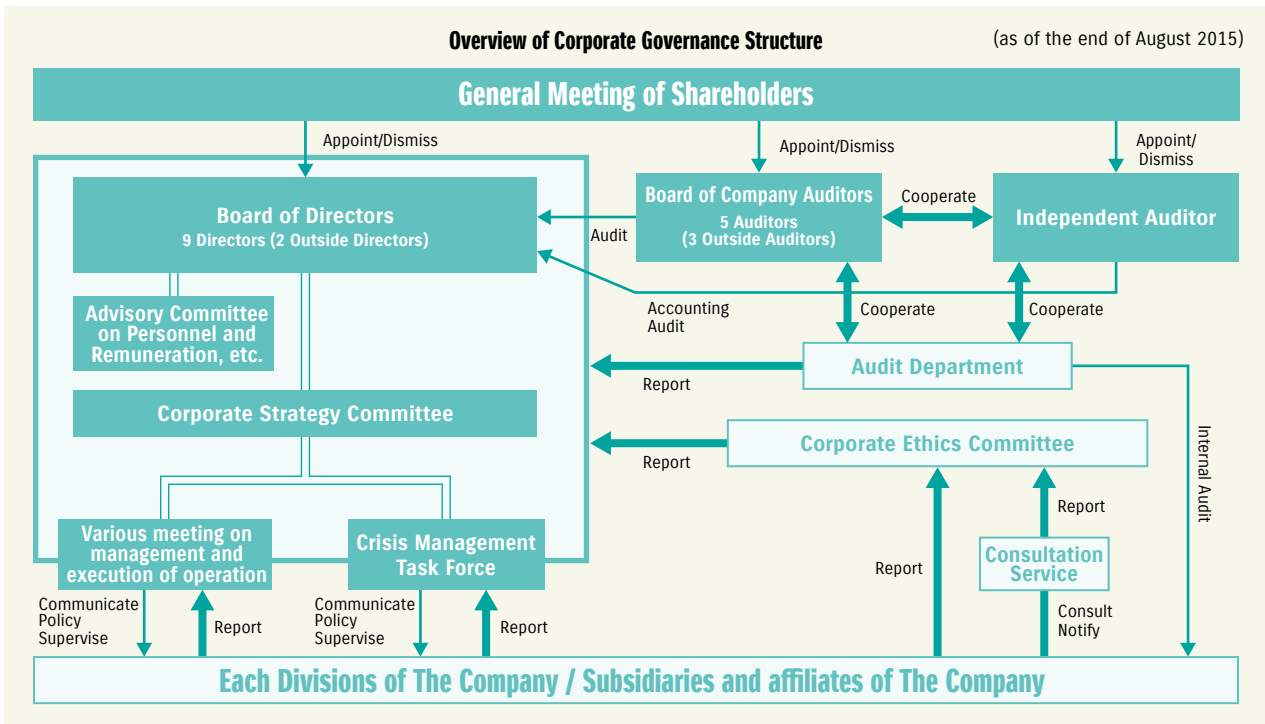 Overview of Corporate Governance Structure
(as of the end of August 2015)
General Meeting of Shareholders
Appoint/Dismiss
Appoint/Dismiss
Appoint/
Dismiss
Board of Directors
9 Directors (2 Outside Directors)
Audit
Board of Company Auditors
5 Auditors
(3 Outside Auditors)
Cooperate
Independent Auditor
Accounting
Audit
Cooperate
Cooperate
Advisory Committee
on Personnel and
Remuneration, etc.
Report
Audit Department
Corporate Strategy Committee
Report
Corporate Ethics Committee
Internal Audit
Various meeting on
management and
execution of operation
Crisis Management
Task Force
Report
Report
Consultation
Service
Consult
Notify
Communicate
Policy
Supervise
Report
Communicate
Policy
Supervise
Report
Each Divisions of The Company / Subsidiaries and affiliates of The Company